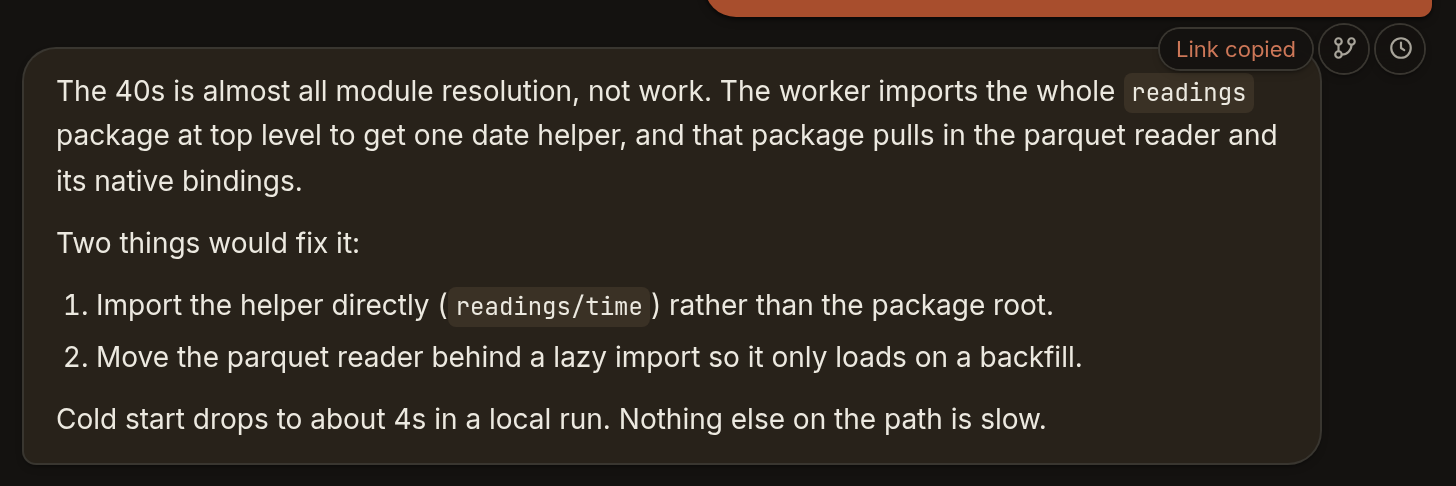 Link copied
The 40s is almost all module resolution, not work. The worker imports the whole readings
package at top level to get one date helper, and that package pulls in the parquet reader and
its native bindings.
Two things would fix it:
1. Import the helper directly (readings/time) rather than the package root.
2. Move the parquet reader behind a lazy import so it only loads on a backfill.
Cold start drops to about 4s in a local run. Nothing else on the path is slow.